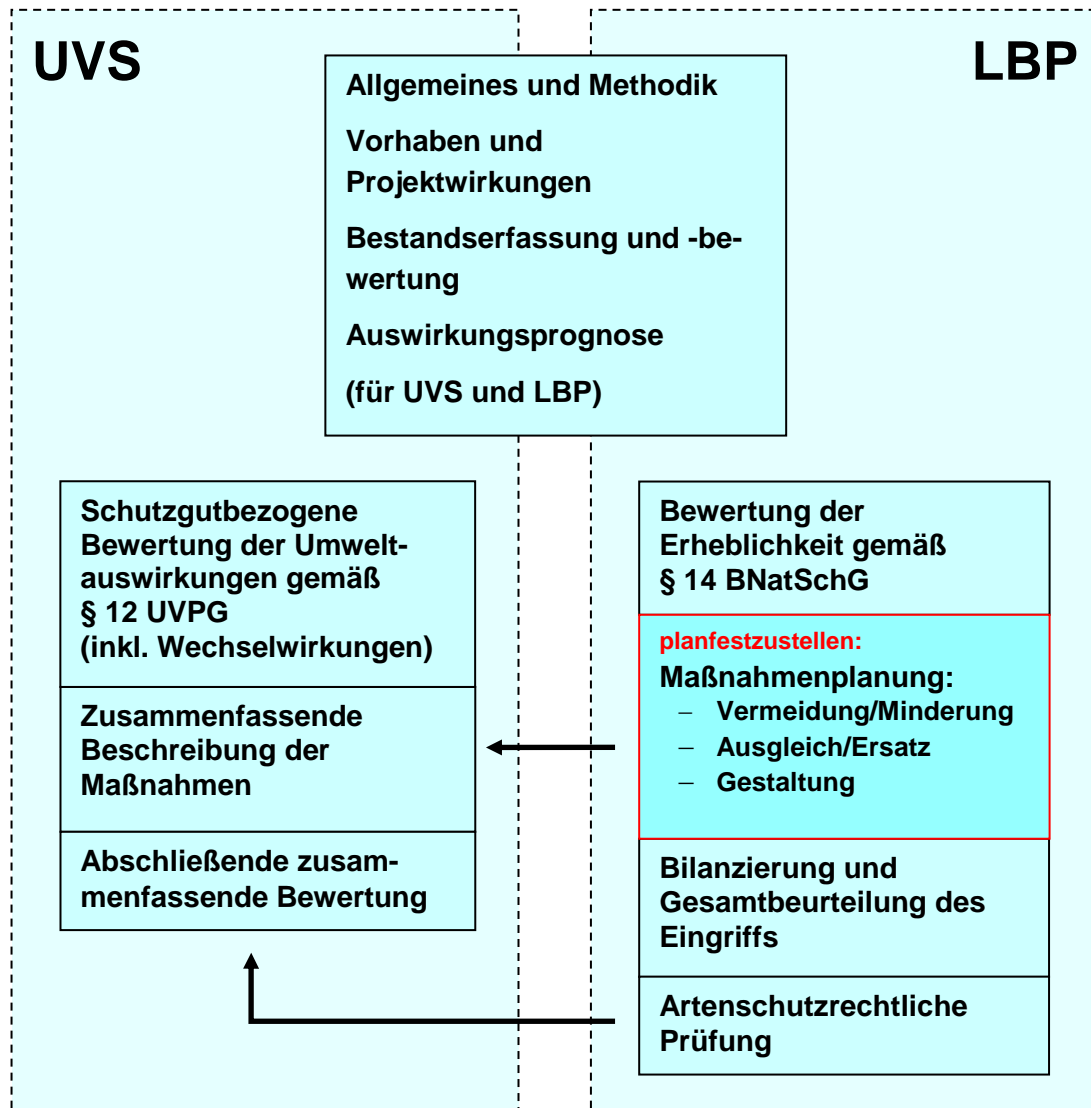 UVS
LBP
Allgemeines und Methodik
Vorhaben und
Projektwirkungen
Bestandserfassung und -be-
wertung
Auswirkungsprognose
(für UVS und LBP)
Schutzgutbezogene
Bewertung der Umwelt-
auswirkungen gemäß
§ 12 UVPG
(inkl. Wechselwirkungen)
Zusammenfassende
Beschreibung der
Maßnahmen
Abschließende zusam-
menfassende Bewertung
Bewertung der
Erheblichkeit gemäß
§ 14 BNatSchG
planfestzustellen:
Maßnahmenplanung:
– Vermeidung/Minderung
– Ausgleich/Ersatz
– Gestaltung
Bilanzierung und
Gesamtbeurteilung des
Eingriffs
Artenschutzrechtliche
Prüfung